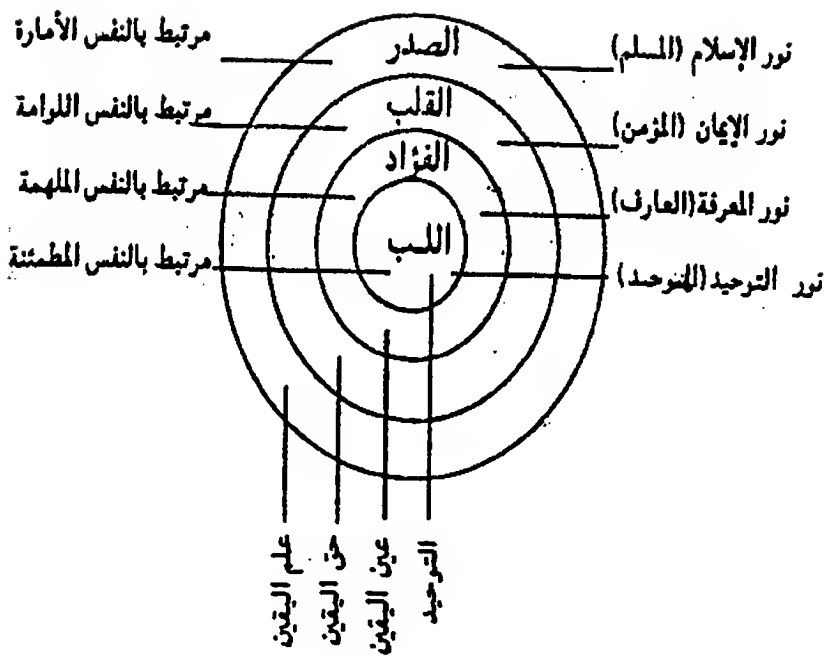 الصدر
القلب
الفؤاد
اللب
نور الإسلام (المسلم)
نور الإيمان (المؤمن)
نور المعرفة (العارف)
نور التوحيد
مرتبط بالنفس الأمارة
مرتبط بالنفس اللوامة
مرتبط بالنفس الملهمة
مرتبط بالنفس المطمئنة
علم اليقين
حق اليقين
عين اليقين
التوحيد